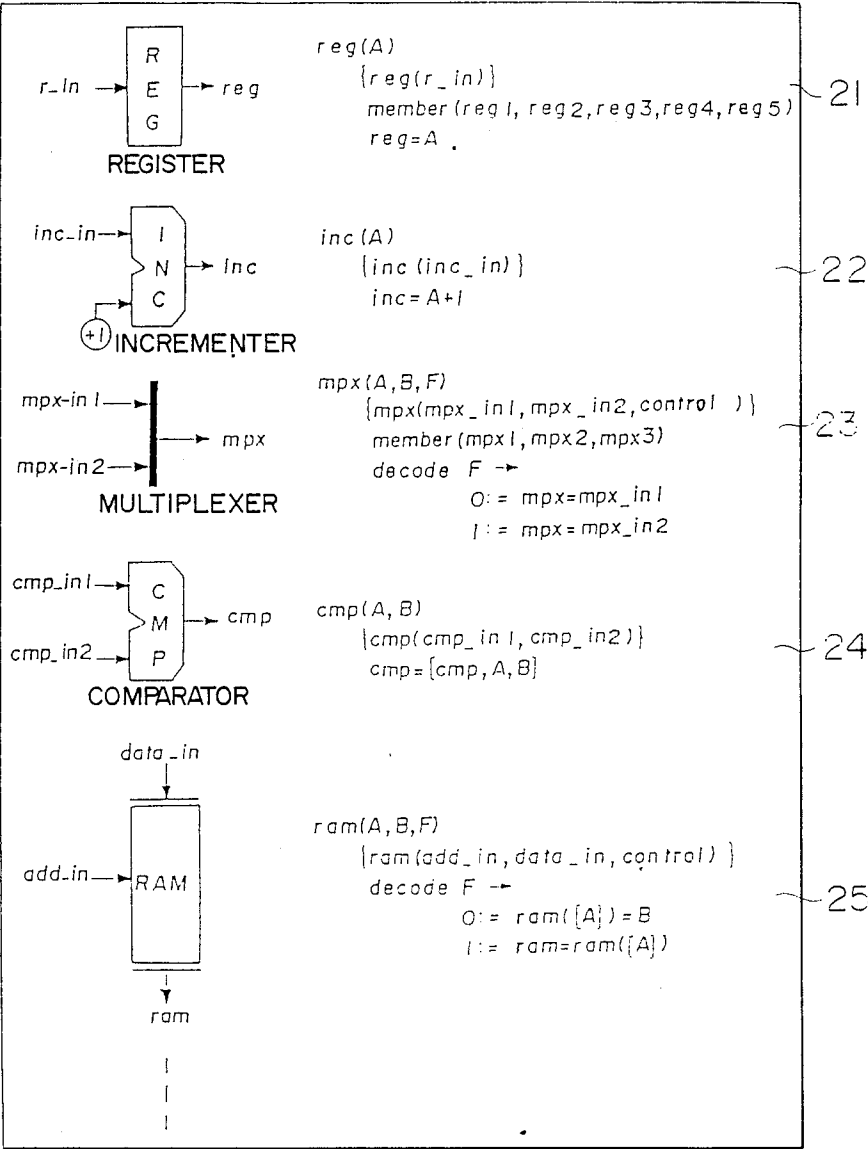 R
E
G
r_in
reg
REGISTER
reg(A)
{reg(r_in)}
member(reg1, reg2,reg3,reg4,reg5)
reg=A
21
inc_in
I
N
C
inc
+1
INCREMENTER
inc(A)
{inc(inc_in)}
inc=A+1
22
mpx-in1
mpx
mpx-in2
MULTIPLEXER
mpx(A,B,F)
{mpx(mpx_in1,mpx_in2,control )}
member(mpx1,mpx2,mpx3)
decode F →
0:= mpx=mpx_in1
1:= mpx=mpx_in2
23
cmp_in1
C
M
P
cmp
cmp_in2
COMPARATOR
cmp(A,B)
{cmp(cmp_in1,cmp_in2)}
cmp=[cmp,A,B]
24
data_in
add_in
RAM
ram
ram(A,B,F)
{ram(add_in,data_in,control)}
decode F →
0:= ram([A])=B
1:= ram=ram([A])
25